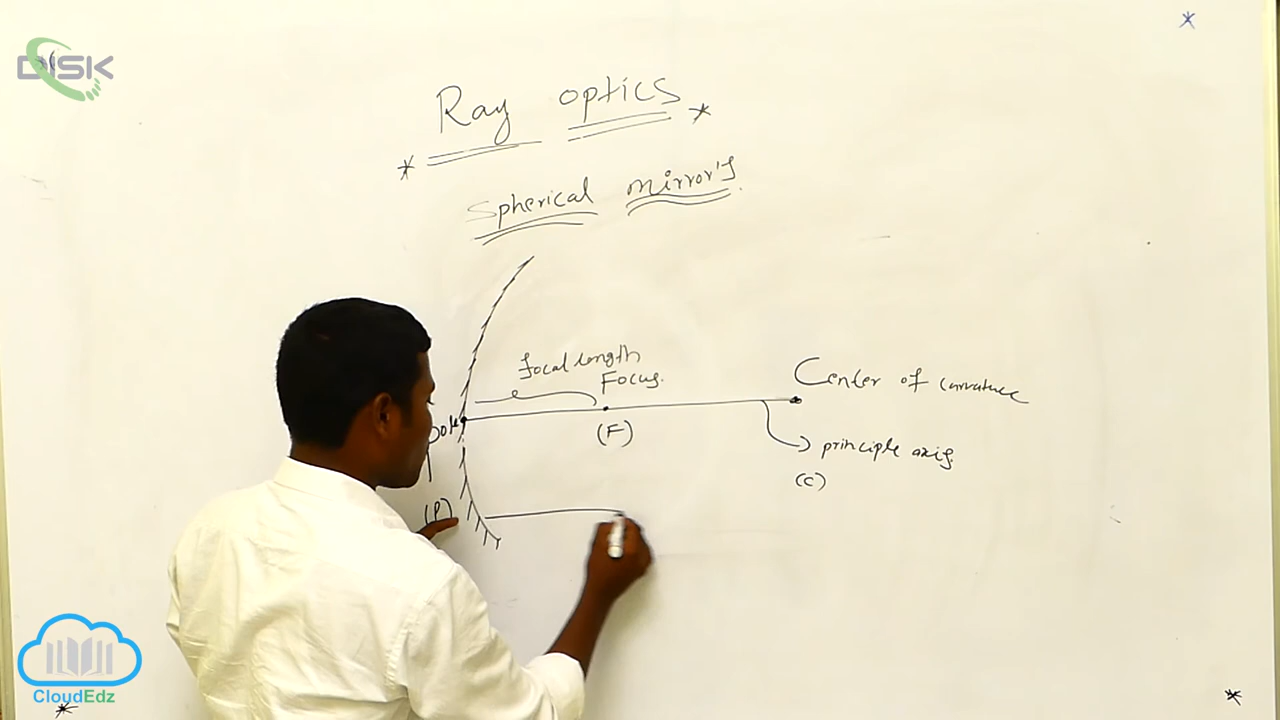 DISK
Ray optics
Spherical mirror's
focal length
Focus.
Center of curvature
(F)
principle axis
(C)
(P)
CloudEdz